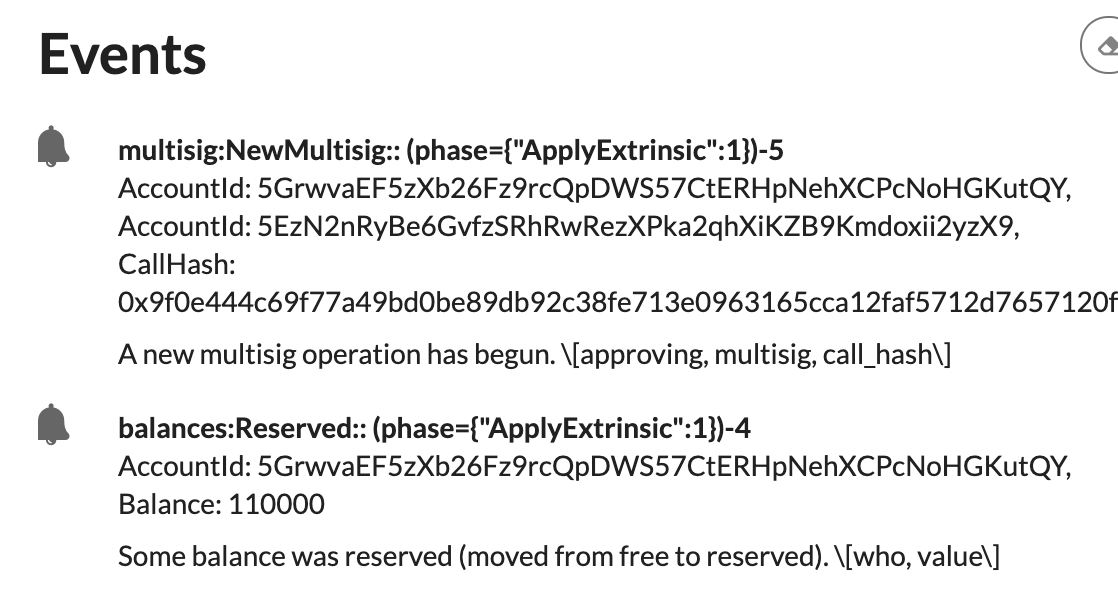 Events
multisig:NewMultisig:: (phase={"ApplyExtrinsic":1})-5
AccountId: 5GrwvaEF5zXb26Fz9rcQpDWS57CtERHpNehXCPcNoHGKutQY,
AccountId: 5EzN2nRyBe6GvfzSRhRwRezXPka2qhXiKZB9Kmdoxii2yzX9,
CallHash:
0x9f0e444c69f77a49bd0be89db92c38fe713e0963165cca12faf5712d7657120f
A new multisig operation has begun. \[approving, multisig, call_hash\]
balances:Reserved:: (phase={"ApplyExtrinsic":1})-4
AccountId: 5GrwvaEF5zXb26Fz9rcQpDWS57CtERHpNehXCPcNoHGKutQY,
Balance: 110000
Some balance was reserved (moved from free to reserved). \[who, value\]